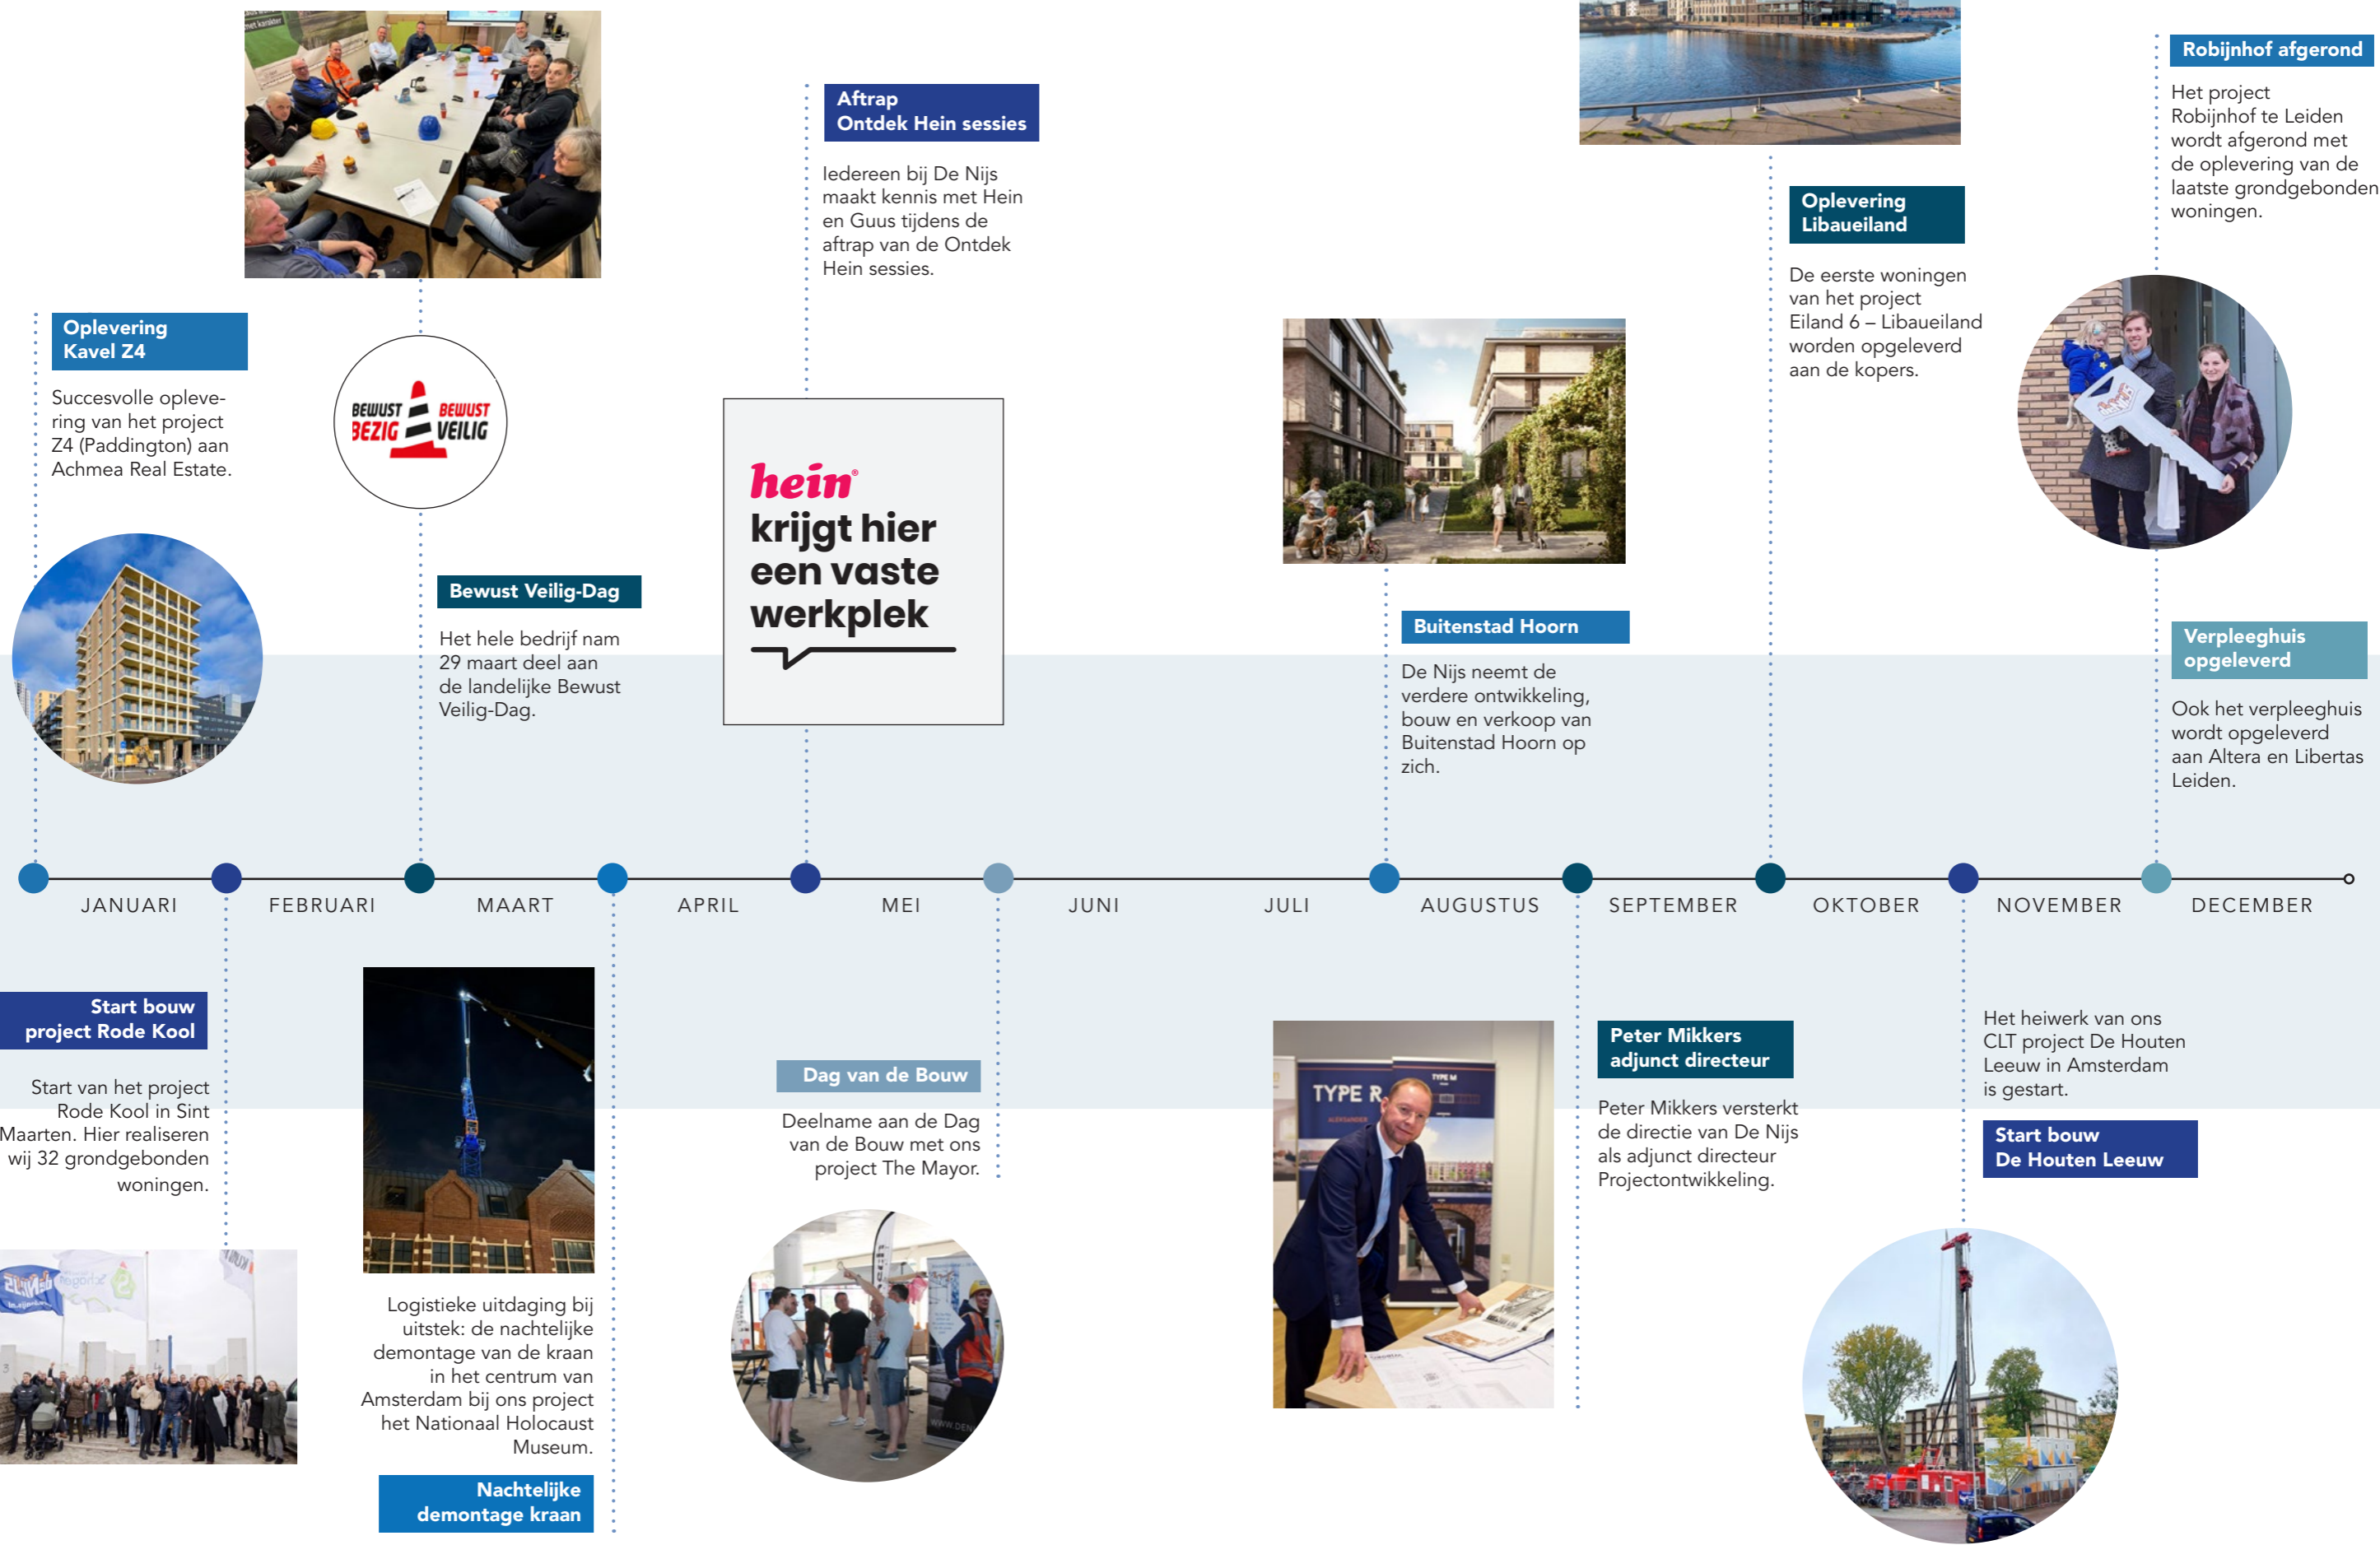 met karakter
Oplevering
Kavel Z4
Succesvolle opleve-
ring van het project
Z4 (Paddington) aan
Achmea Real Estate.
BEWUST BEWUST
BEZIG VEILIG
Bewust Veilig-Dag
Het hele bedrijf nam
29 maart deel aan
de landelijke Bewust
Veilig-Dag.
Aftrap
Ontdek Hein sessies
Iedereen bij De Nijs
maakt kennis met Hein
en Guus tijdens de
aftrap van de Ontdek
Hein sessies.
hein®
krijgt hier
een vaste
werkplek
Buitenstad Hoorn
De Nijs neemt de
verdere ontwikkeling,
bouw en verkoop van
Buitenstad Hoorn op
zich.
Oplevering
Libaueiland
De eerste woningen
van het project
Eiland 6 – Libaueiland
worden opgeleverd
aan de kopers.
Robijnhof afgerond
Het project
Robijnhof te Leiden
wordt afgerond met
de oplevering van de
laatste grondgebonden
woningen.
Verpleeghuis
opgeleverd
Ook het verpleeghuis
wordt opgeleverd
aan Altera en Libertas
Leiden.
JANUARI FEBRUARI MAART APRIL MEI JUNI JULI AUGUSTUS SEPTEMBER OKTOBER NOVEMBER DECEMBER
Start bouw
project Rode Kool
Start van het project
Rode Kool in Sint
Maarten. Hier realiseren
wij 32 grondgebonden
woningen.
Logistieke uitdaging bij
uitstek: de nachtelijke
demontage van de kraan
in het centrum van
Amsterdam bij ons project
het Nationaal Holocaust
Museum.
Nachtelijke
demontage kraan
Dag van de Bouw
Deelname aan de Dag
van de Bouw met ons
project The Mayor.
WWW.DEN
TYPE R
TYPE M
ALEKSANDER
Peter Mikkers
adjunct directeur
Peter Mikkers versterkt
de directie van De Nijs
als adjunct directeur
Projectontwikkeling.
Het heiwerk van ons
CLT project De Houten
Leeuw in Amsterdam
is gestart.
Start bouw
De Houten Leeuw